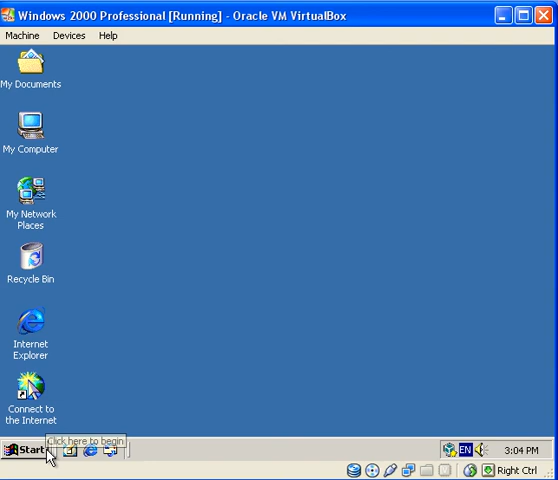 Windows 2000 Professional [Running] - Oracle VM VirtualBox
Machine Devices Help
My Documents
My Computer
My Network
Places
Recycle Bin
Internet
Explorer
Connect to
the Internet
Click here to begin
Start
EN
3:04 PM
Right Ctrl